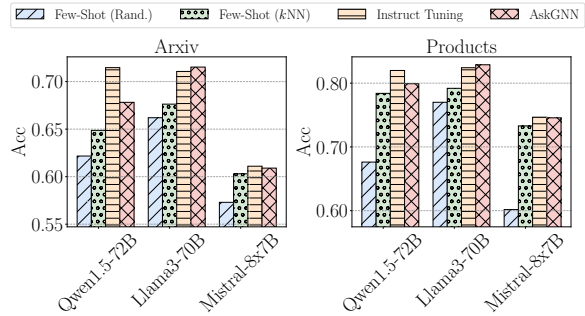 Few-Shot (Rand.) Few-Shot (kNN) Instruct Tuning AskGNN
Arxiv Products
Acc
0.70
0.65
0.60
0.55
Qwen1.5-72B
Llama3-70B
Mistral-8x7B
Acc
0.80
0.70
0.60
Qwen1.5-72B
Llama3-70B
Mistral-8x7B